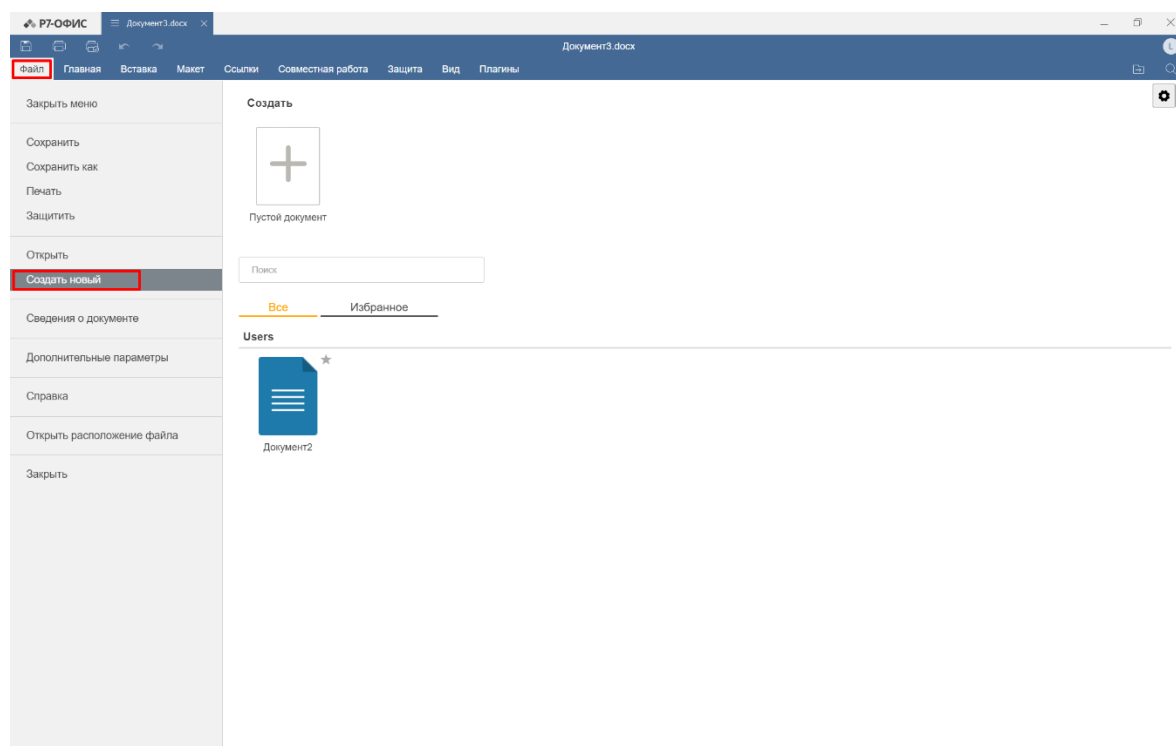 Р7-ОФИС
Документ3.docx
Документ3.docx
L
Файл Главная Вставка Макет Ссылки Совместная работа Защита Вид Плагины
Закрыть меню
Сохранить
Сохранить как
Печать
Защитить
Открыть
Создать новый
Сведения о документе
Дополнительные параметры
Справка
Открыть расположение файла
Закрыть
Создать
Пустой документ
Поиск
Все Избранное
Users
Документ2